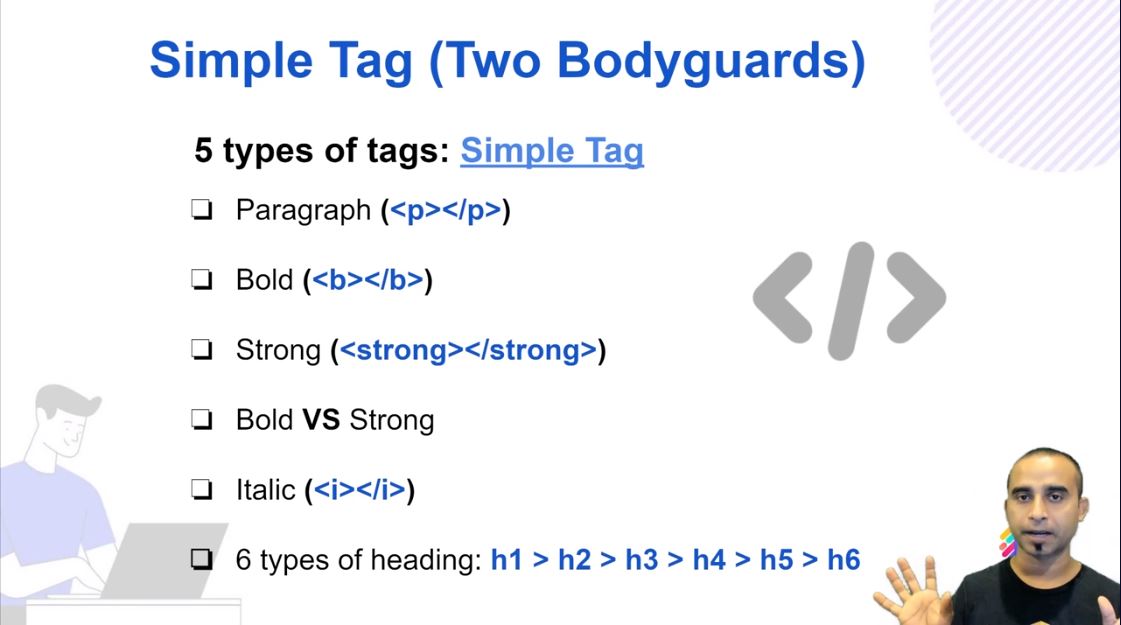 Simple Tag (Two Bodyguards)
5 types of tags: Simple Tag
Paragraph (<p></p>)
Bold (<b></b>)
Strong (<strong></strong>)
Bold VS Strong
Italic (<i></i>)
6 types of heading: h1 > h2 > h3 > h4 > h5 > h6